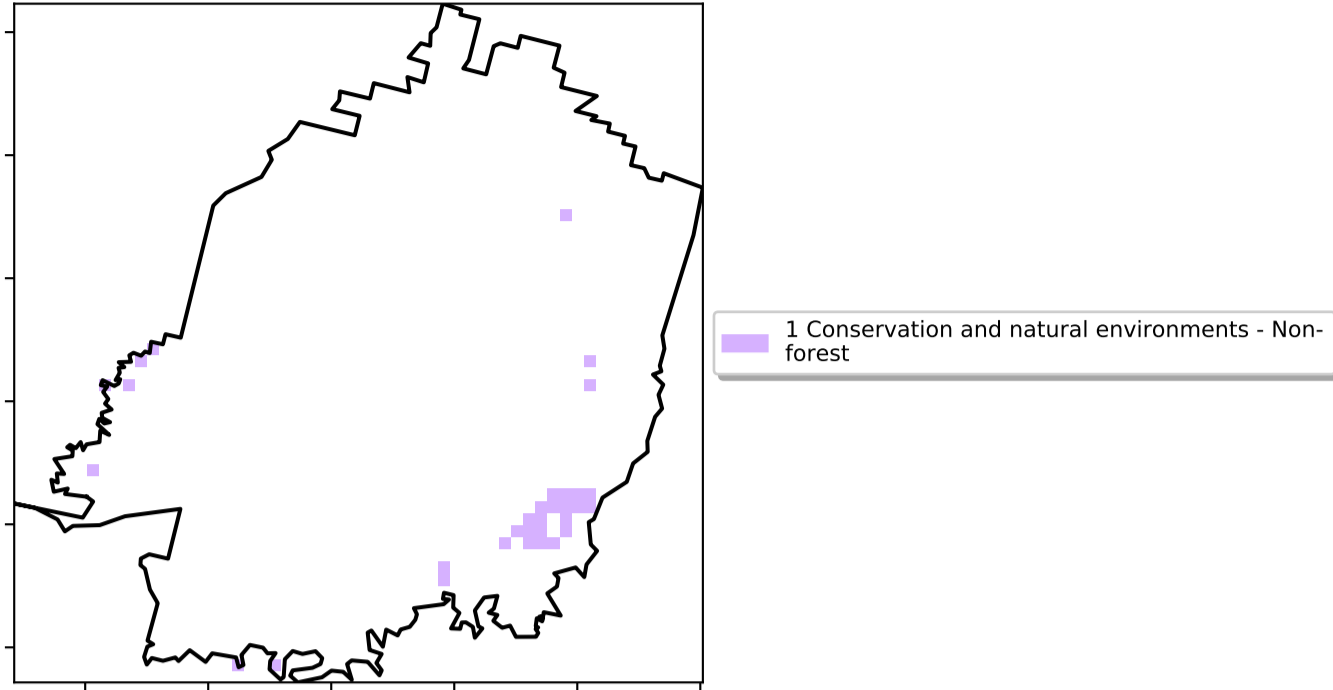 1 Conservation and natural environments - Non-
forest